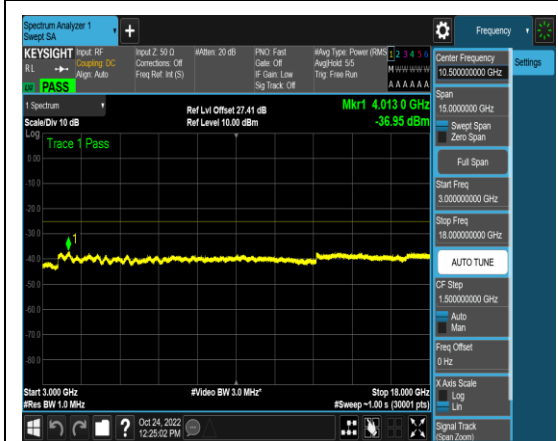 Spectrum Analyzer 1
Swept SA
+
Frequency
KEYSIGHT
RL
PASS
Input: RF
Coupling: DC
Align: Auto
Input Z: 50 Ω
Corrections: Off
Freq Ref: Int (S)
#Atten: 20 dB
PNO: Fast
Gate: Off
IF Gain: Low
Sig Track: Off
#Avg Type: Power (RMS
Avg|Hold: 5/5
Trig: Free Run
1 2 3 4 5 6
M W W W W W
A A A A A A
1 Spectrum
Scale/Div 10 dB
Log
Ref Lvl Offset 27.41 dB
Ref Level 10.00 dBm
Mkr1 4.013 0 GHz
-36.95 dBm
Trace 1 Pass
0.00
-10.0
-20.0
-30.0
-40.0
-50.0
-60.0
-70.0
-80.0
1
Start 3.000 GHz
#Res BW 1.0 MHz
#Video BW 3.0 MHz*
Stop 18.000 GHz
#Sweep ~1.00 s (30001 pts)
Center Frequency
10.500000000 GHz
Settings
Span
15.0000000 GHz
Swept Span
Zero Span
Full Span
Start Freq
3.000000000 GHz
Stop Freq
18.000000000 GHz
AUTO TUNE
CF Step
1.500000000 GHz
Auto
Man
Freq Offset
0 Hz
X Axis Scale
Log
Lin
Signal Track
(Span Zoom)
?
Oct 24, 2022
12:25:02 PM